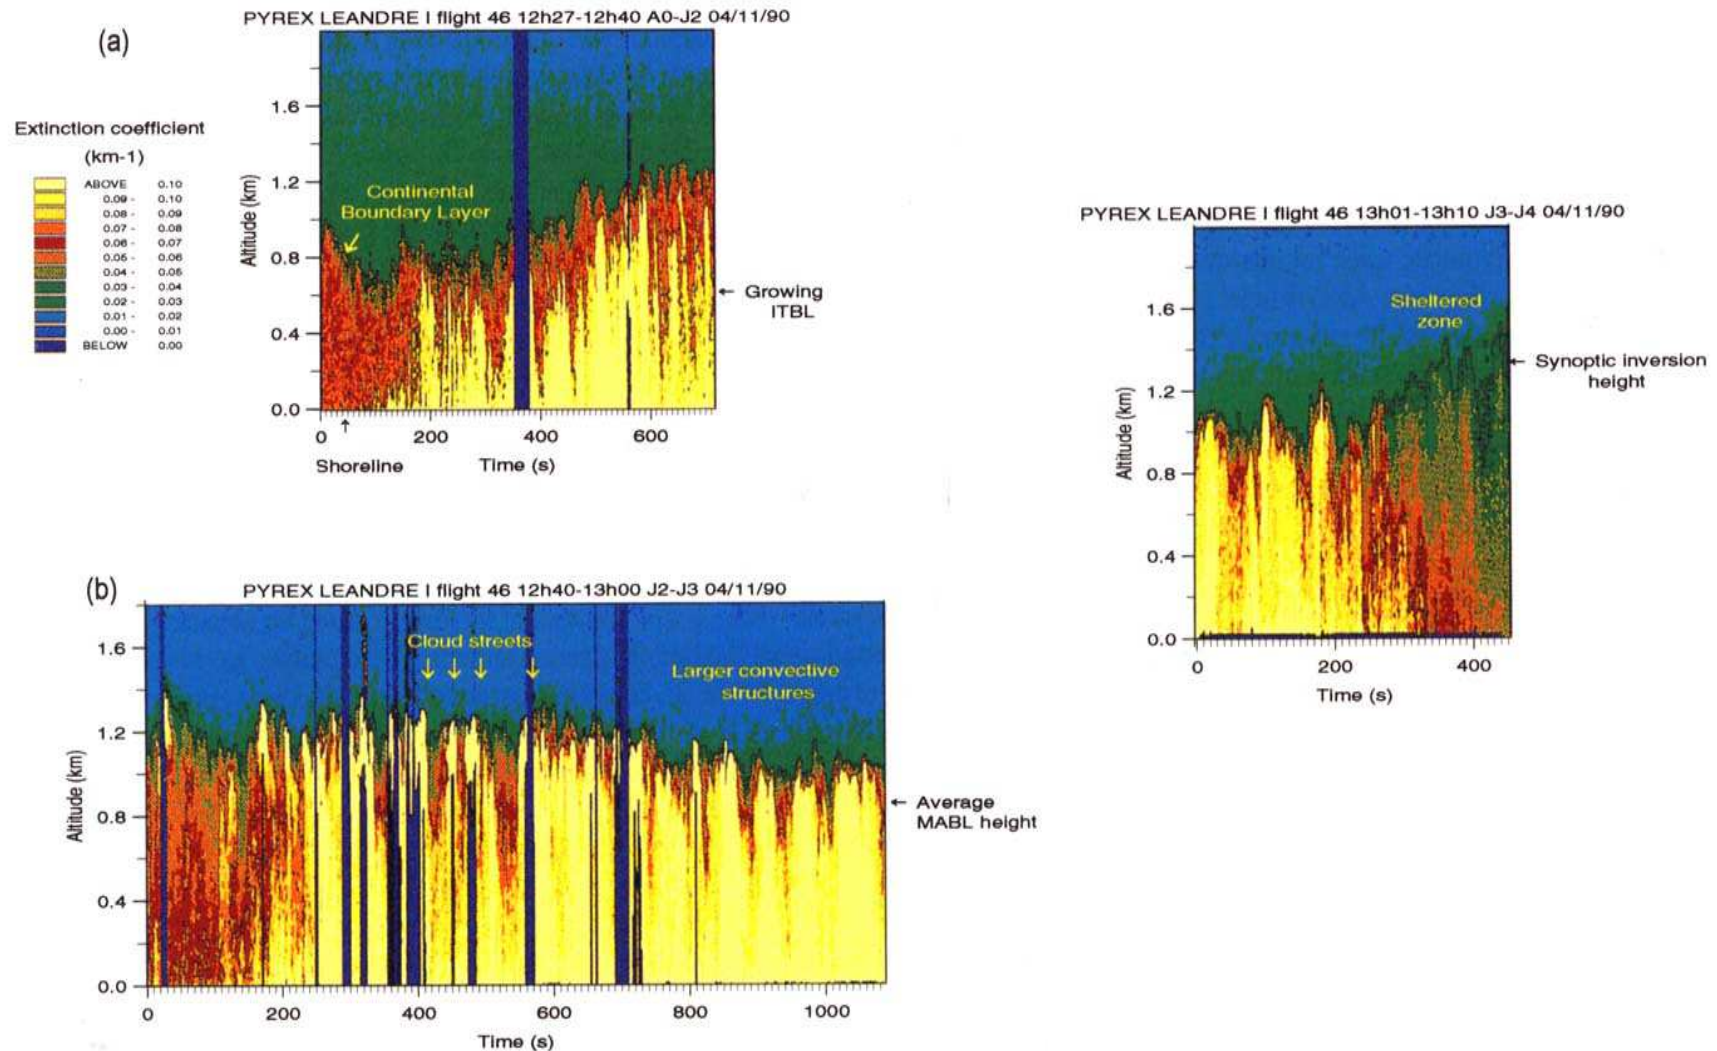 PYREX LEANDRE I flight 46 12h27-12h40 A0-J2 04/11/90
(a)
Extinction coefficient
(km-1)
ABOVE 0.10
0.09 - 0.10
0.08 - 0.09
0.07 - 0.08
0.06 - 0.07
0.05 - 0.06
0.04 - 0.05
0.03 - 0.04
0.02 - 0.03
0.01 - 0.02
0.00 - 0.01
BELOW 0.00
Altitude (km)
1.6
1.2
0.8
0.4
0.0
Continental
Boundary Layer
← Growing
ITBL
0 200 400 600
↑
Shoreline Time (s)
PYREX LEANDRE I flight 46 13h01-13h10 J3-J4 04/11/90
Altitude (km)
1.6
1.2
0.8
0.4
0.0
Sheltered
zone
← Synoptic inversion
height
0 200 400
Time (s)
(b)
PYREX LEANDRE I flight 46 12h40-13h00 J2-J3 04/11/90
Altitude (km)
1.6
1.2
0.8
0.4
0.0
Cloud streets
↓ ↓ ↓ ↓
Larger convective
structures
← Average
MABL height
0 200 400 600 800 1000
Time (s)